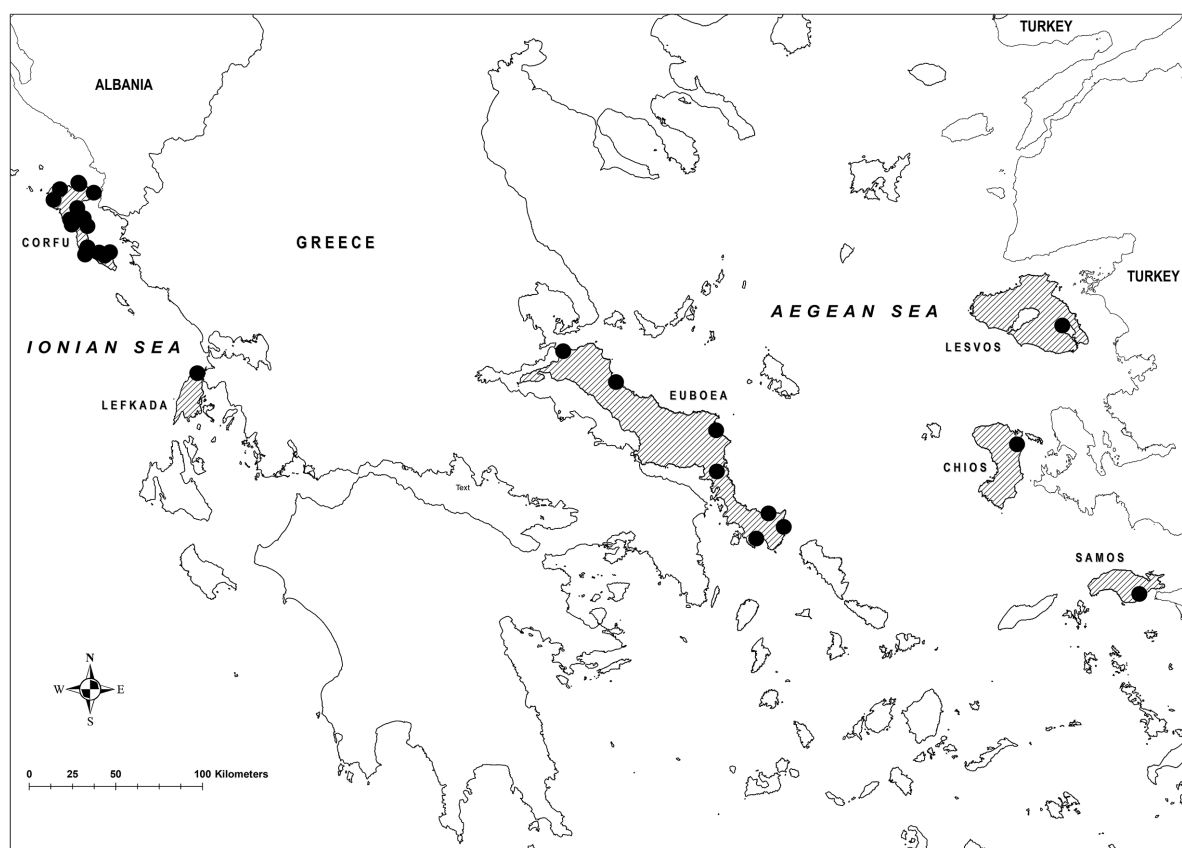 TURKEY
ALBANIA
GREECE
CORFU
AEGEAN SEA
TURKEY
IONIAN SEA
LESVOS
LEFKADA
EUBOEA
CHIOS
Text
SAMOS
N
W E
S
0 25 50 100 Kilometers